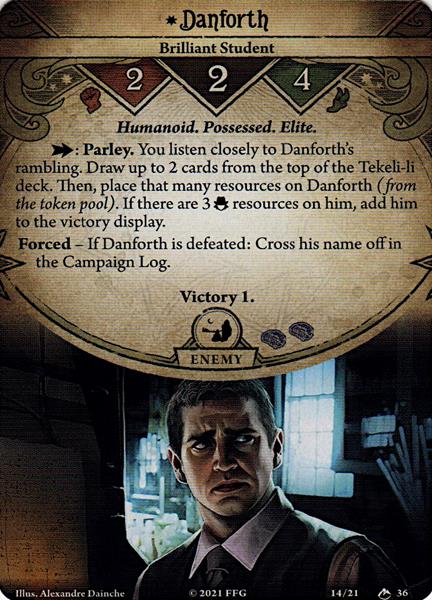 Danforth
Brilliant Student
2 2 4
Humanoid. Possessed. Elite.
: Parley. You listen closely to Danforth's
rambling. Draw up to 2 cards from the top of the Tekeli-li
deck. Then, place that many resources on Danforth (from
the token pool). If there are 3 resources on him, add him
to the victory display.
Forced – If Danforth is defeated: Cross his name off in
the Campaign Log.
Victory 1.
ENEMY
Illus. Alexandre Dainche © 2021 FFG 14/21 36